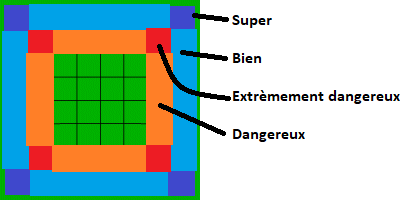 Super
Bien
Extrèmement dangereux
Dangereux